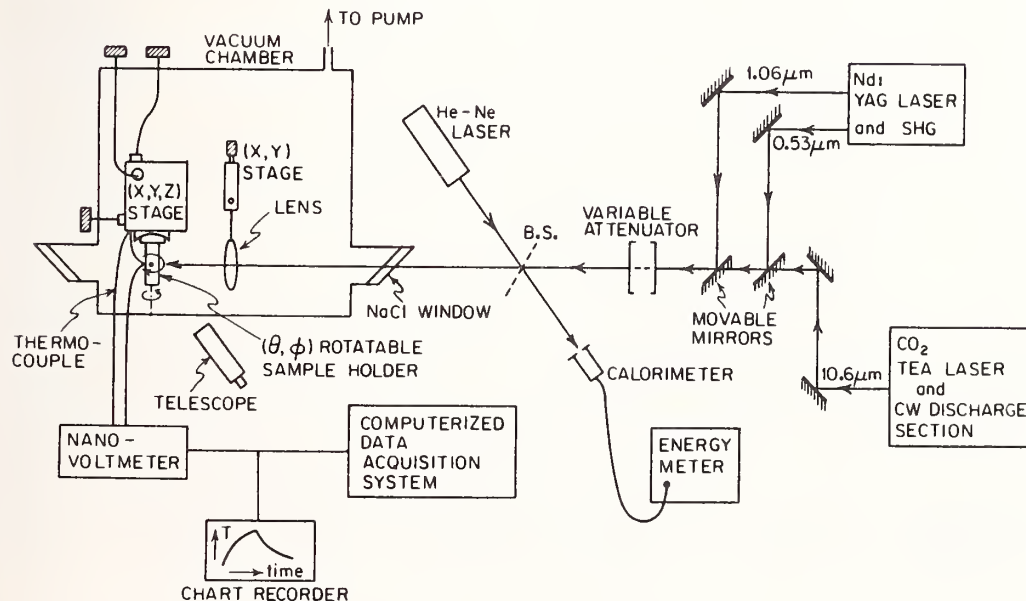 TO PUMP
VACUUM
CHAMBER
1.06μm
Nd:
YAG LASER
and SHG
0.53μm
He-Ne
LASER
(X,Y)
STAGE
(X,Y,Z)
STAGE
LENS
VARIABLE
ATTENUATOR
B.S.
NaCl WINDOW
MOVABLE
MIRRORS
THERMO-
COUPLE
(θ,ϕ) ROTATABLE
SAMPLE HOLDER
TELESCOPE
CALORIMETER
10.6μm
CO2
TEA LASER
and
CW DISCHARGE
SECTION
NANO-
VOLTMETER
COMPUTERIZED
DATA
ACQUISITION
SYSTEM
ENERGY
METER
T
time
CHART RECORDER